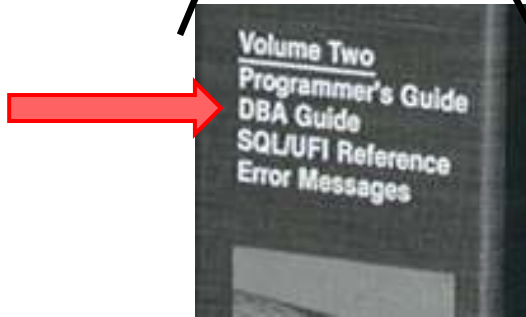 Volume Two
Programmer's Guide
DBA Guide
SQL/UFI Reference
Error Messages